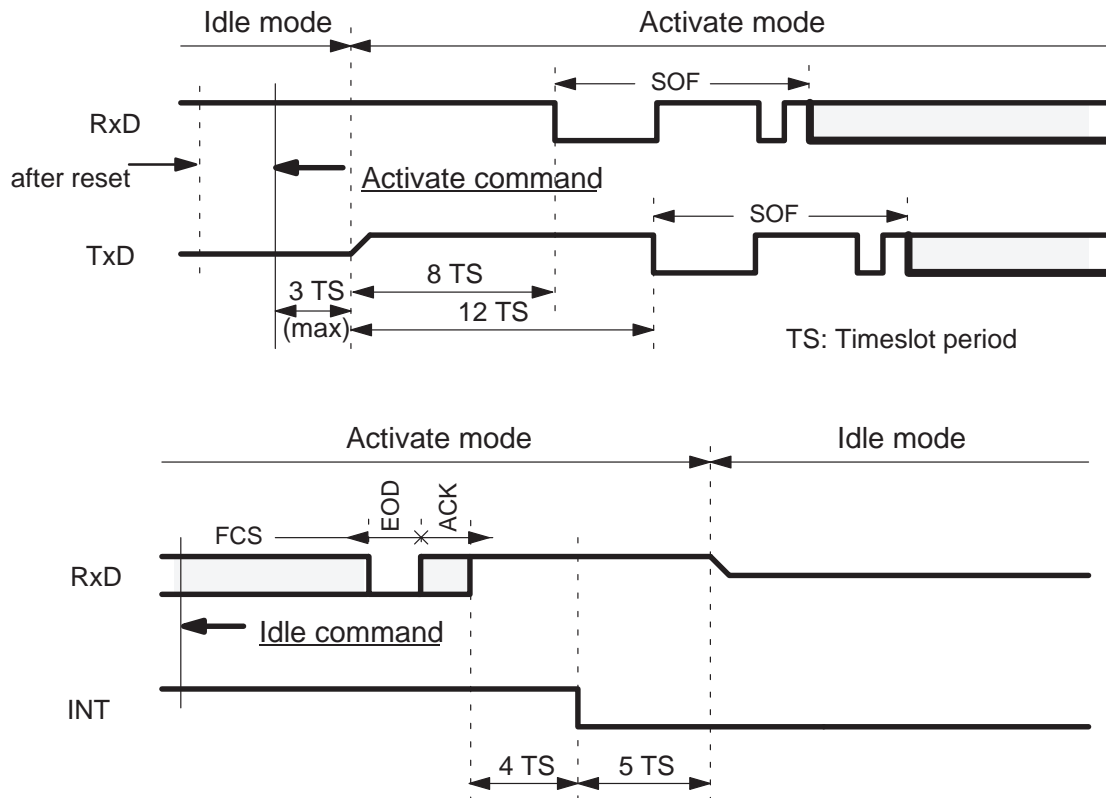 Idle mode
Activate mode
SOF
RxD
after reset
Activate command
SOF
TxD
8 TS
3 TS
(max)
12 TS
TS: Timeslot period
Activate mode
Idle mode
EOD
ACK
FCS
RxD
Idle command
INT
4 TS
5 TS